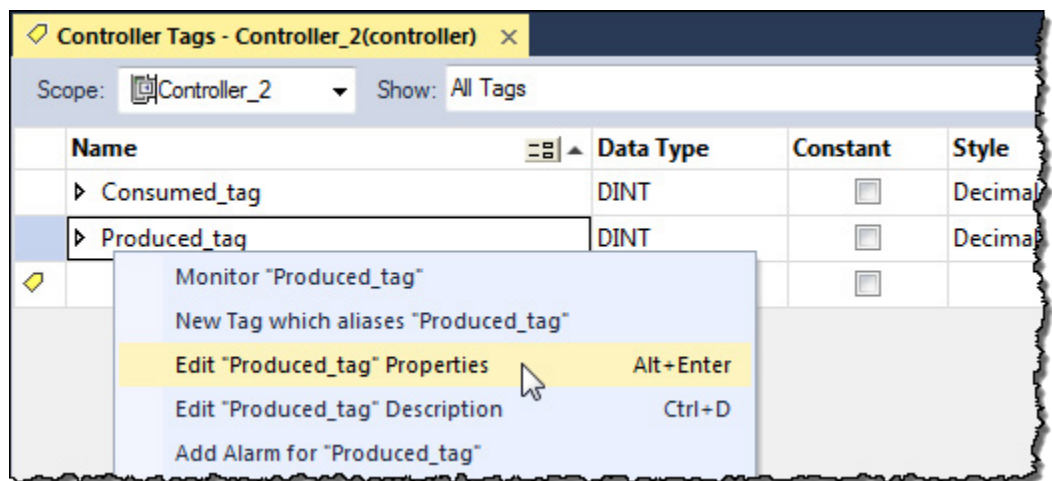 Controller Tags - Controller_2(controller) ×
Scope: Controller_2 Show: All Tags
Name Data Type Constant Style
Consumed_tag DINT Decimal
Produced_tag DINT Decimal
Monitor "Produced_tag"
New Tag which aliases "Produced_tag"
Edit "Produced_tag" Properties Alt+Enter
Edit "Produced_tag" Description Ctrl+D
Add Alarm for "Produced_tag"